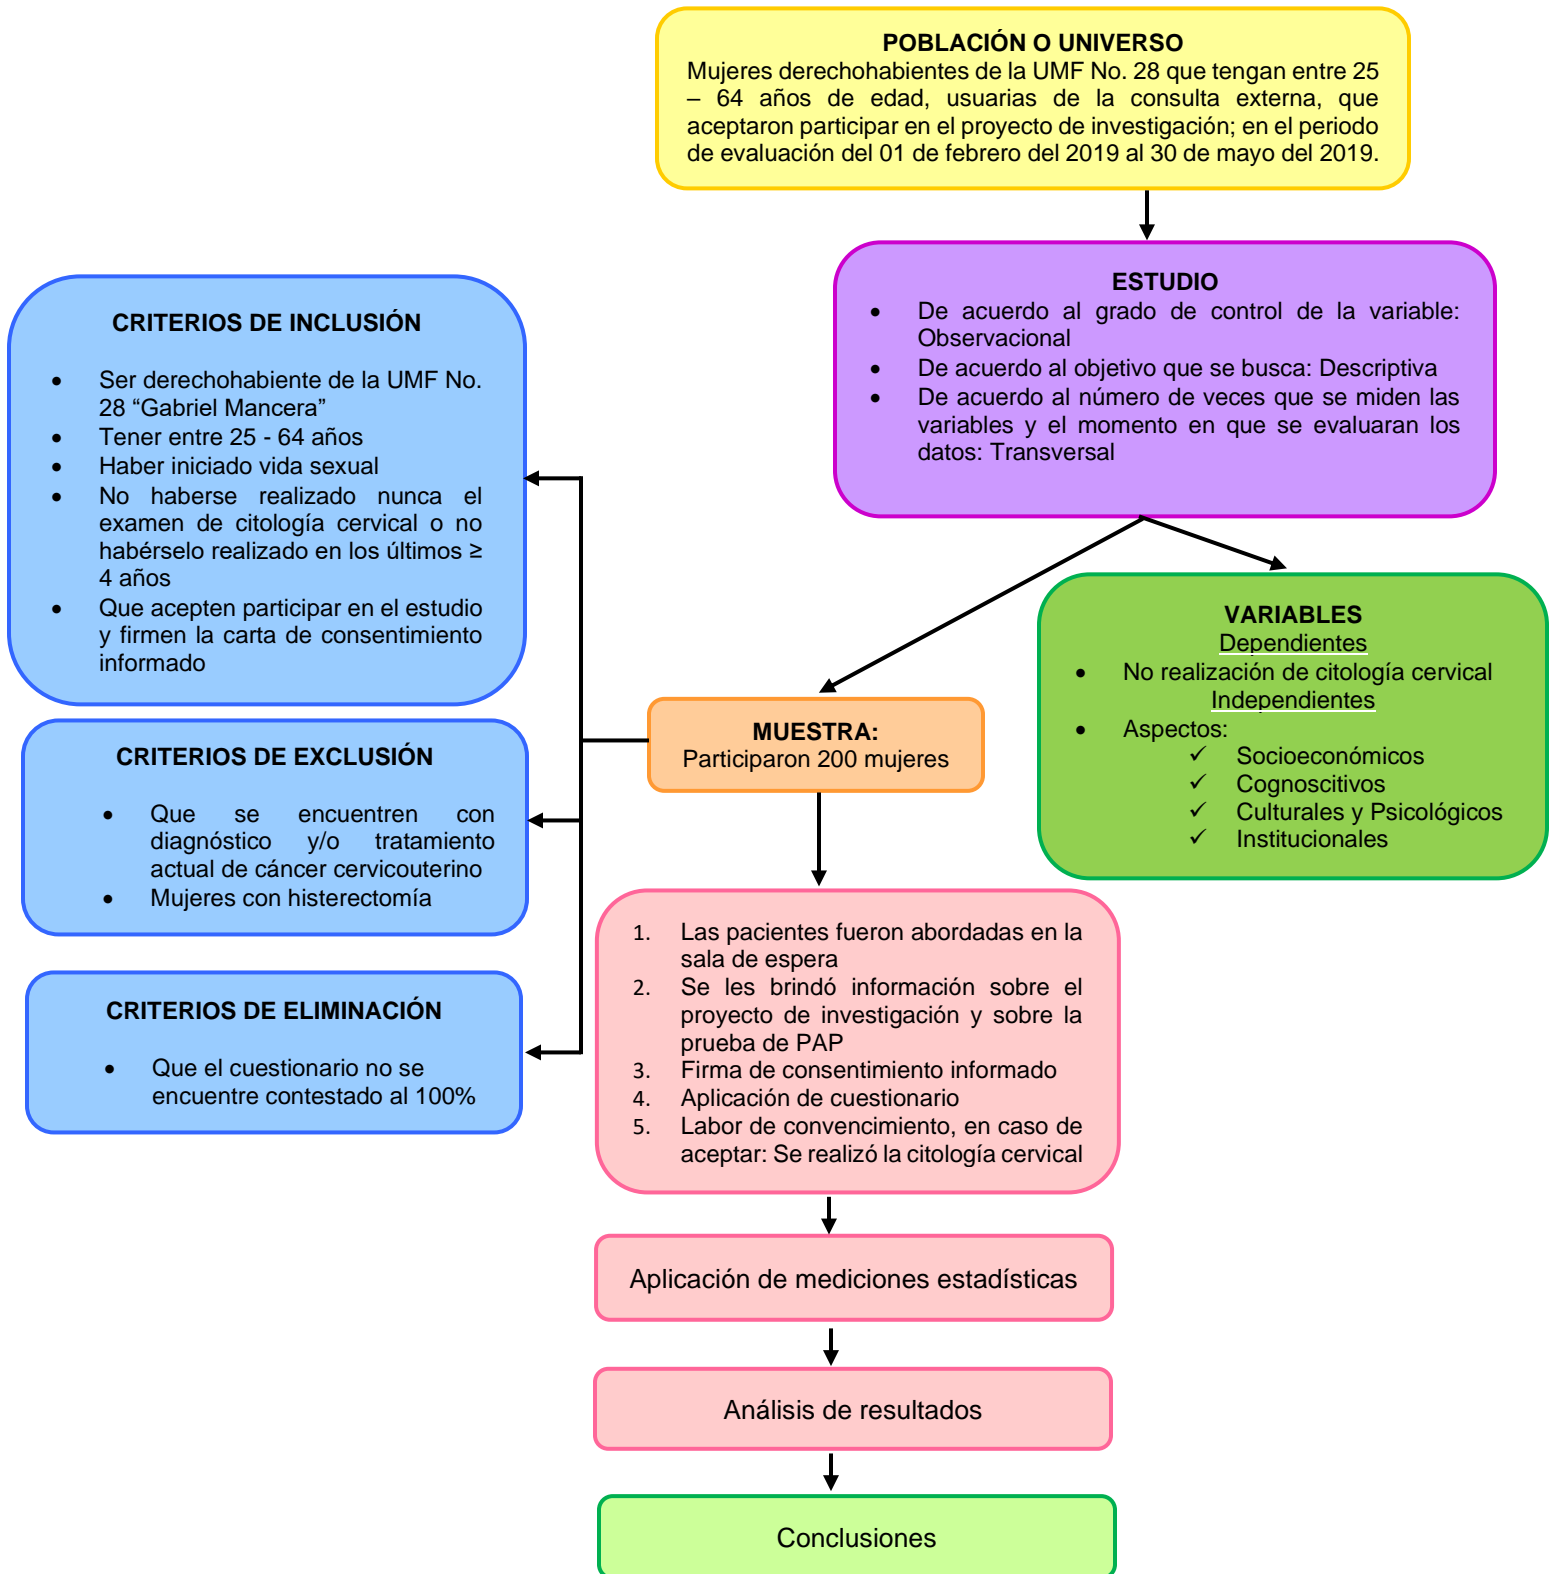 POBLACIÓN O UNIVERSO
Mujeres derechohabientes de la UMF No. 28 que tengan entre 25
– 64 años de edad, usuarias de la consulta externa, que
aceptaron participar en el proyecto de investigación; en el periodo
de evaluación del 01 de febrero del 2019 al 30 de mayo del 2019.
ESTUDIO
• De acuerdo al grado de control de la variable:
Observacional
• De acuerdo al objetivo que se busca: Descriptiva
• De acuerdo al número de veces que se miden las
variables y el momento en que se evaluaran los
datos: Transversal
CRITERIOS DE INCLUSIÓN
• Ser derechohabiente de la UMF No.
28 “Gabriel Mancera”
• Tener entre 25 - 64 años
• Haber iniciado vida sexual
• No haberse realizado nunca el
examen de citología cervical o no
habérselo realizado en los últimos ≥
4 años
• Que acepten participar en el estudio
y firmen la carta de consentimiento
informado
VARIABLES
Dependientes
• No realización de citología cervical
Independientes
• Aspectos:
✓ Socioeconómicos
✓ Cognoscitivos
✓ Culturales y Psicológicos
✓ Institucionales
MUESTRA:
Participaron 200 mujeres
CRITERIOS DE EXCLUSIÓN
• Que se encuentren con
diagnóstico y/o tratamiento
actual de cáncer cervicouterino
• Mujeres con histerectomía
CRITERIOS DE ELIMINACIÓN
• Que el cuestionario no se
encuentre contestado al 100%
1. Las pacientes fueron abordadas en la
sala de espera
2. Se les brindó información sobre el
proyecto de investigación y sobre la
prueba de PAP
3. Firma de consentimiento informado
4. Aplicación de cuestionario
5. Labor de convencimiento, en caso de
aceptar: Se realizó la citología cervical
Aplicación de mediciones estadísticas
Análisis de resultados
Conclusiones